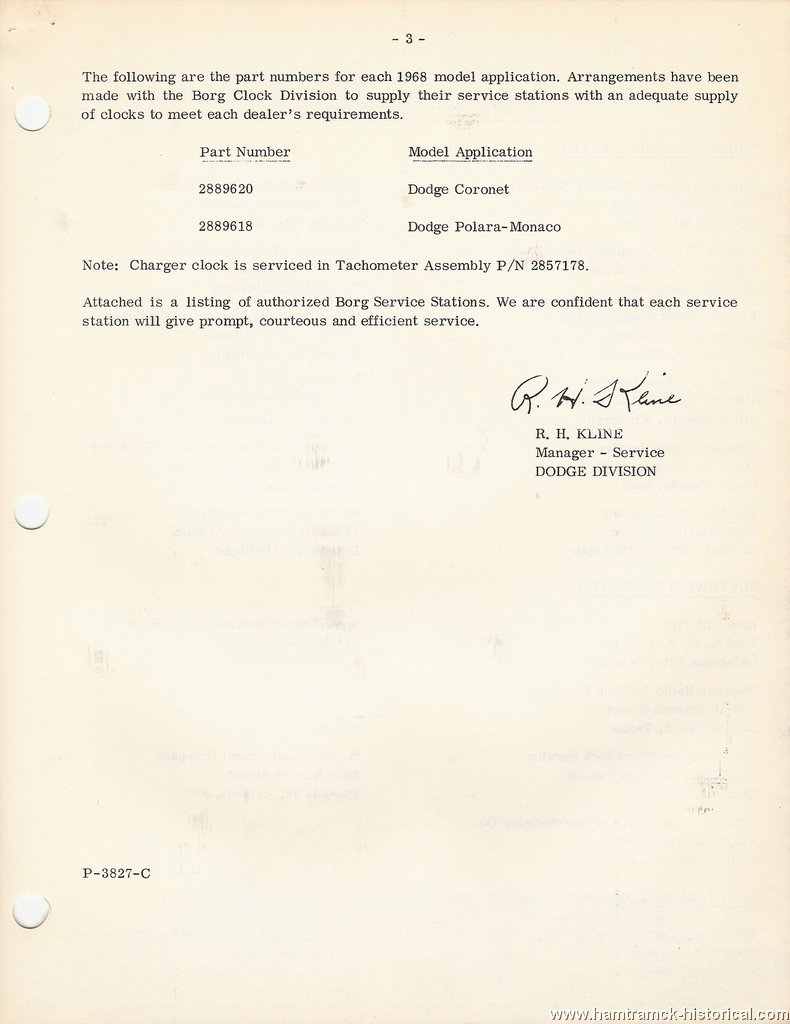 - 3 -
The following are the part numbers for each 1968 model application. Arrangements have been
made with the Borg Clock Division to supply their service stations with an adequate supply
of clocks to meet each dealer's requirements.
Part Number Model Application
2889620 Dodge Coronet
2889618 Dodge Polara-Monaco
Note: Charger clock is serviced in Tachometer Assembly P/N 2857178.
Attached is a listing of authorized Borg Service Stations. We are confident that each service
station will give prompt, courteous and efficient service.
R. H. Kline
R. H. KLINE
Manager - Service
DODGE DIVISION
P-3827-C
www.hamtramck-historical.com